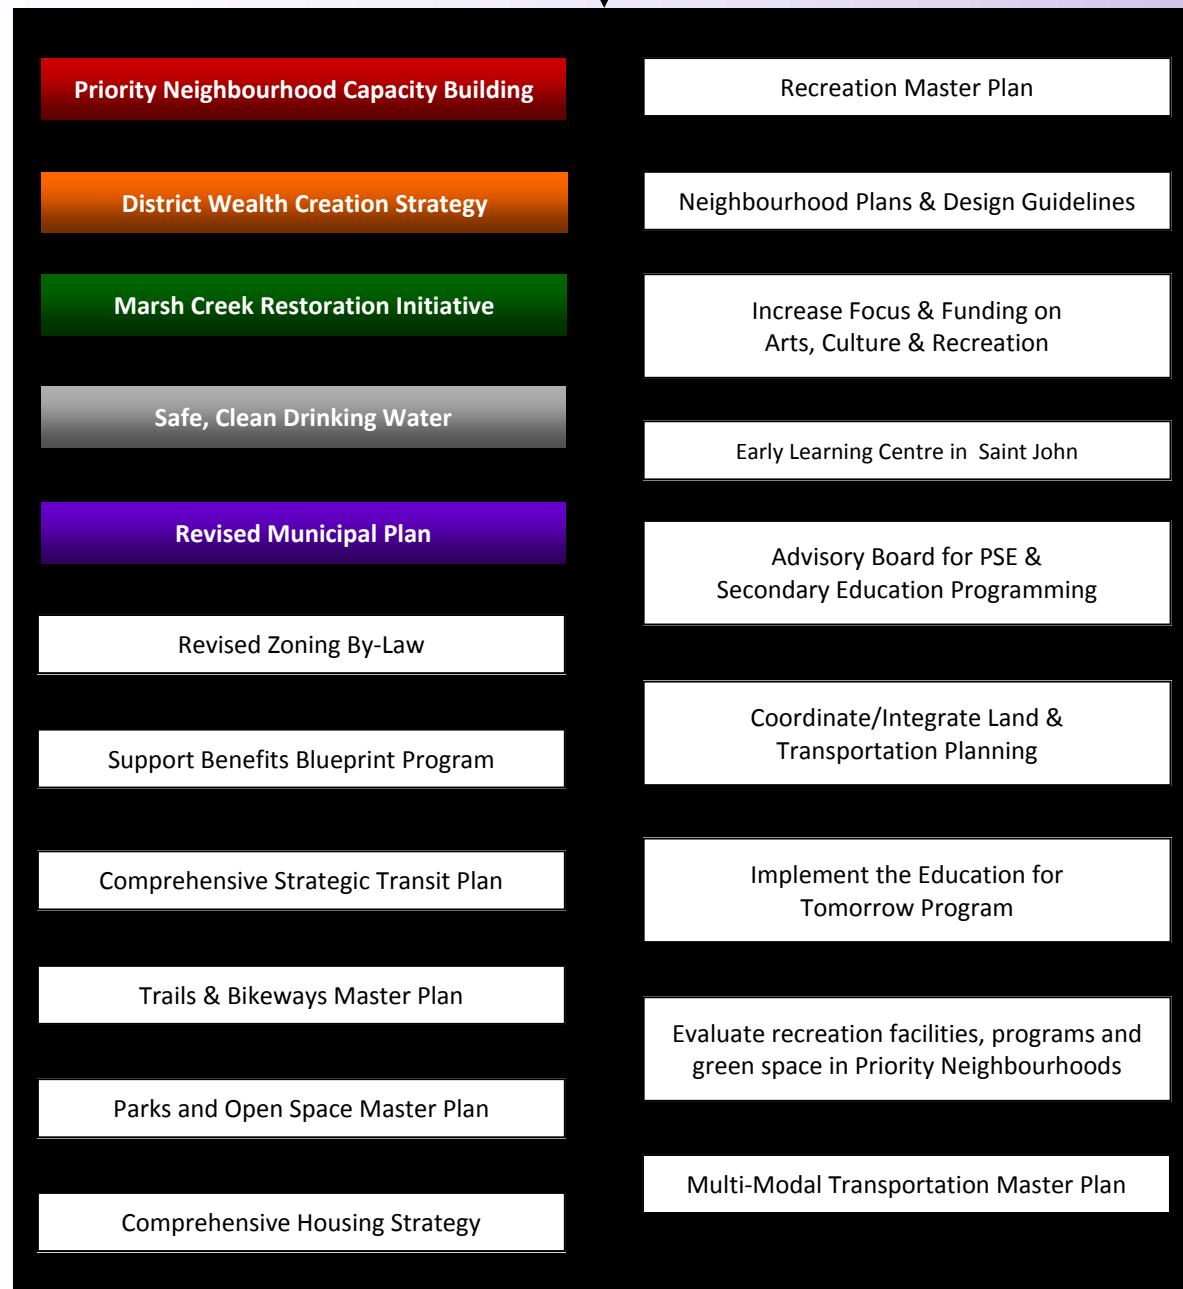 Priority Neighbourhood Capacity Building
District Wealth Creation Strategy
Marsh Creek Restoration Initiative
Safe, Clean Drinking Water
Revised Municipal Plan
Revised Zoning By-Law
Support Benefits Blueprint Program
Comprehensive Strategic Transit Plan
Trails & Bikeways Master Plan
Parks and Open Space Master Plan
Comprehensive Housing Strategy
Recreation Master Plan
Neighbourhood Plans & Design Guidelines
Increase Focus & Funding on
Arts, Culture & Recreation
Early Learning Centre in Saint John
Advisory Board for PSE &
Secondary Education Programming
Coordinate/Integrate Land &
Transportation Planning
Implement the Education for
Tomorrow Program
Evaluate recreation facilities, programs and
green space in Priority Neighbourhoods
Multi-Modal Transportation Master Plan